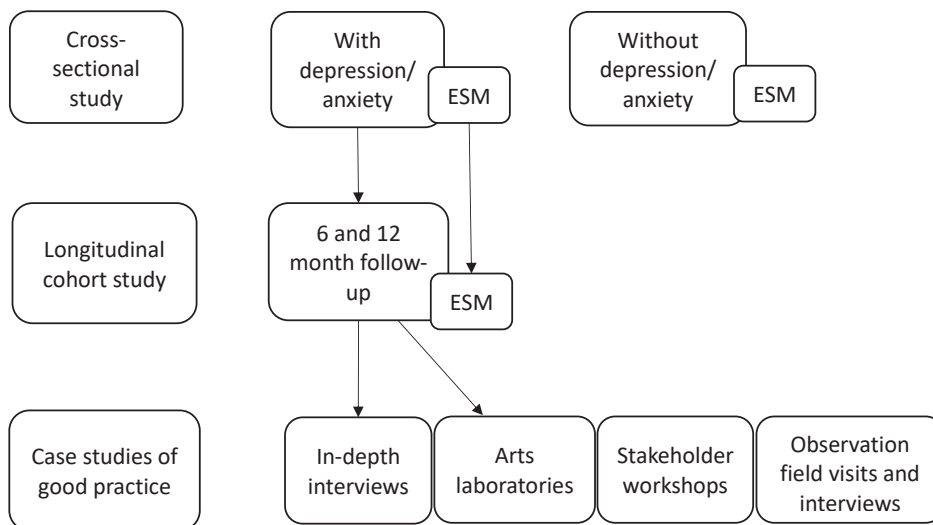 Cross-
sectional
study
With
depression/
anxiety
ESM
Without
depression/
anxiety
ESM
Longitudinal
cohort study
6 and 12
month follow-
up
ESM
Case studies of
good practice
In-depth
interviews
Arts
laboratories
Stakeholder
workshops
Observation
field visits and
interviews